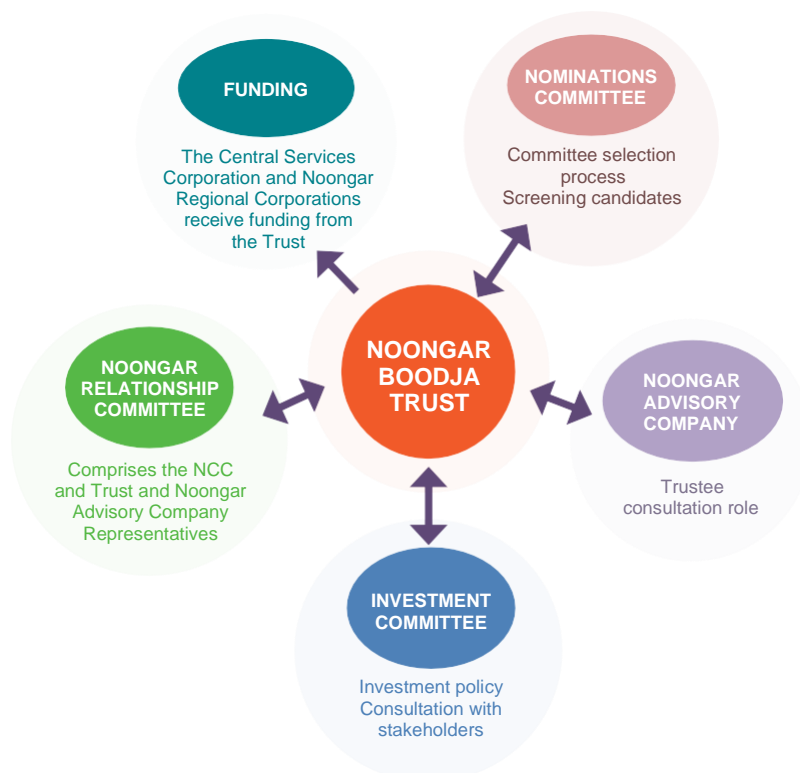 FUNDING
The Central Services
Corporation and Noongar
Regional Corporations
receive funding from
the Trust
NOMINATIONS
COMMITTEE
Committee selection
process
Screening candidates
NOONGAR
BOODJA
TRUST
NOONGAR
RELATIONSHIP
COMMITTEE
Comprises the NCC
and Trust and Noongar
Advisory Company
Representatives
NOONGAR
ADVISORY
COMPANY
Trustee
consultation role
INVESTMENT
COMMITTEE
Investment policy
Consultation with
stakeholders